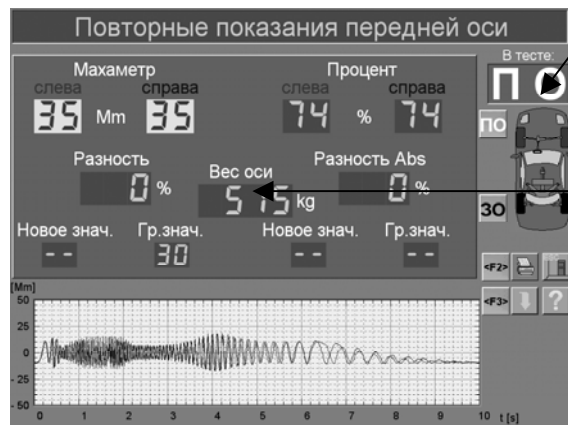 Повторные показания передней оси
В тесте:
П О
Махаметр Процент
слева справа слева справа
35 Mm 35 74 % 74
Разность Вес оси Разность Abs
0 % 515 kg 0 %
Новое знач. Гр.знач. Новое знач. Гр.знач.
-- 30 -- --
ПО
ЗО
<F2>
<F3> ?
[Mm]
50
25
0
-25
-50
0 1 2 3 4 5 6 7 8 9 10 t [s]